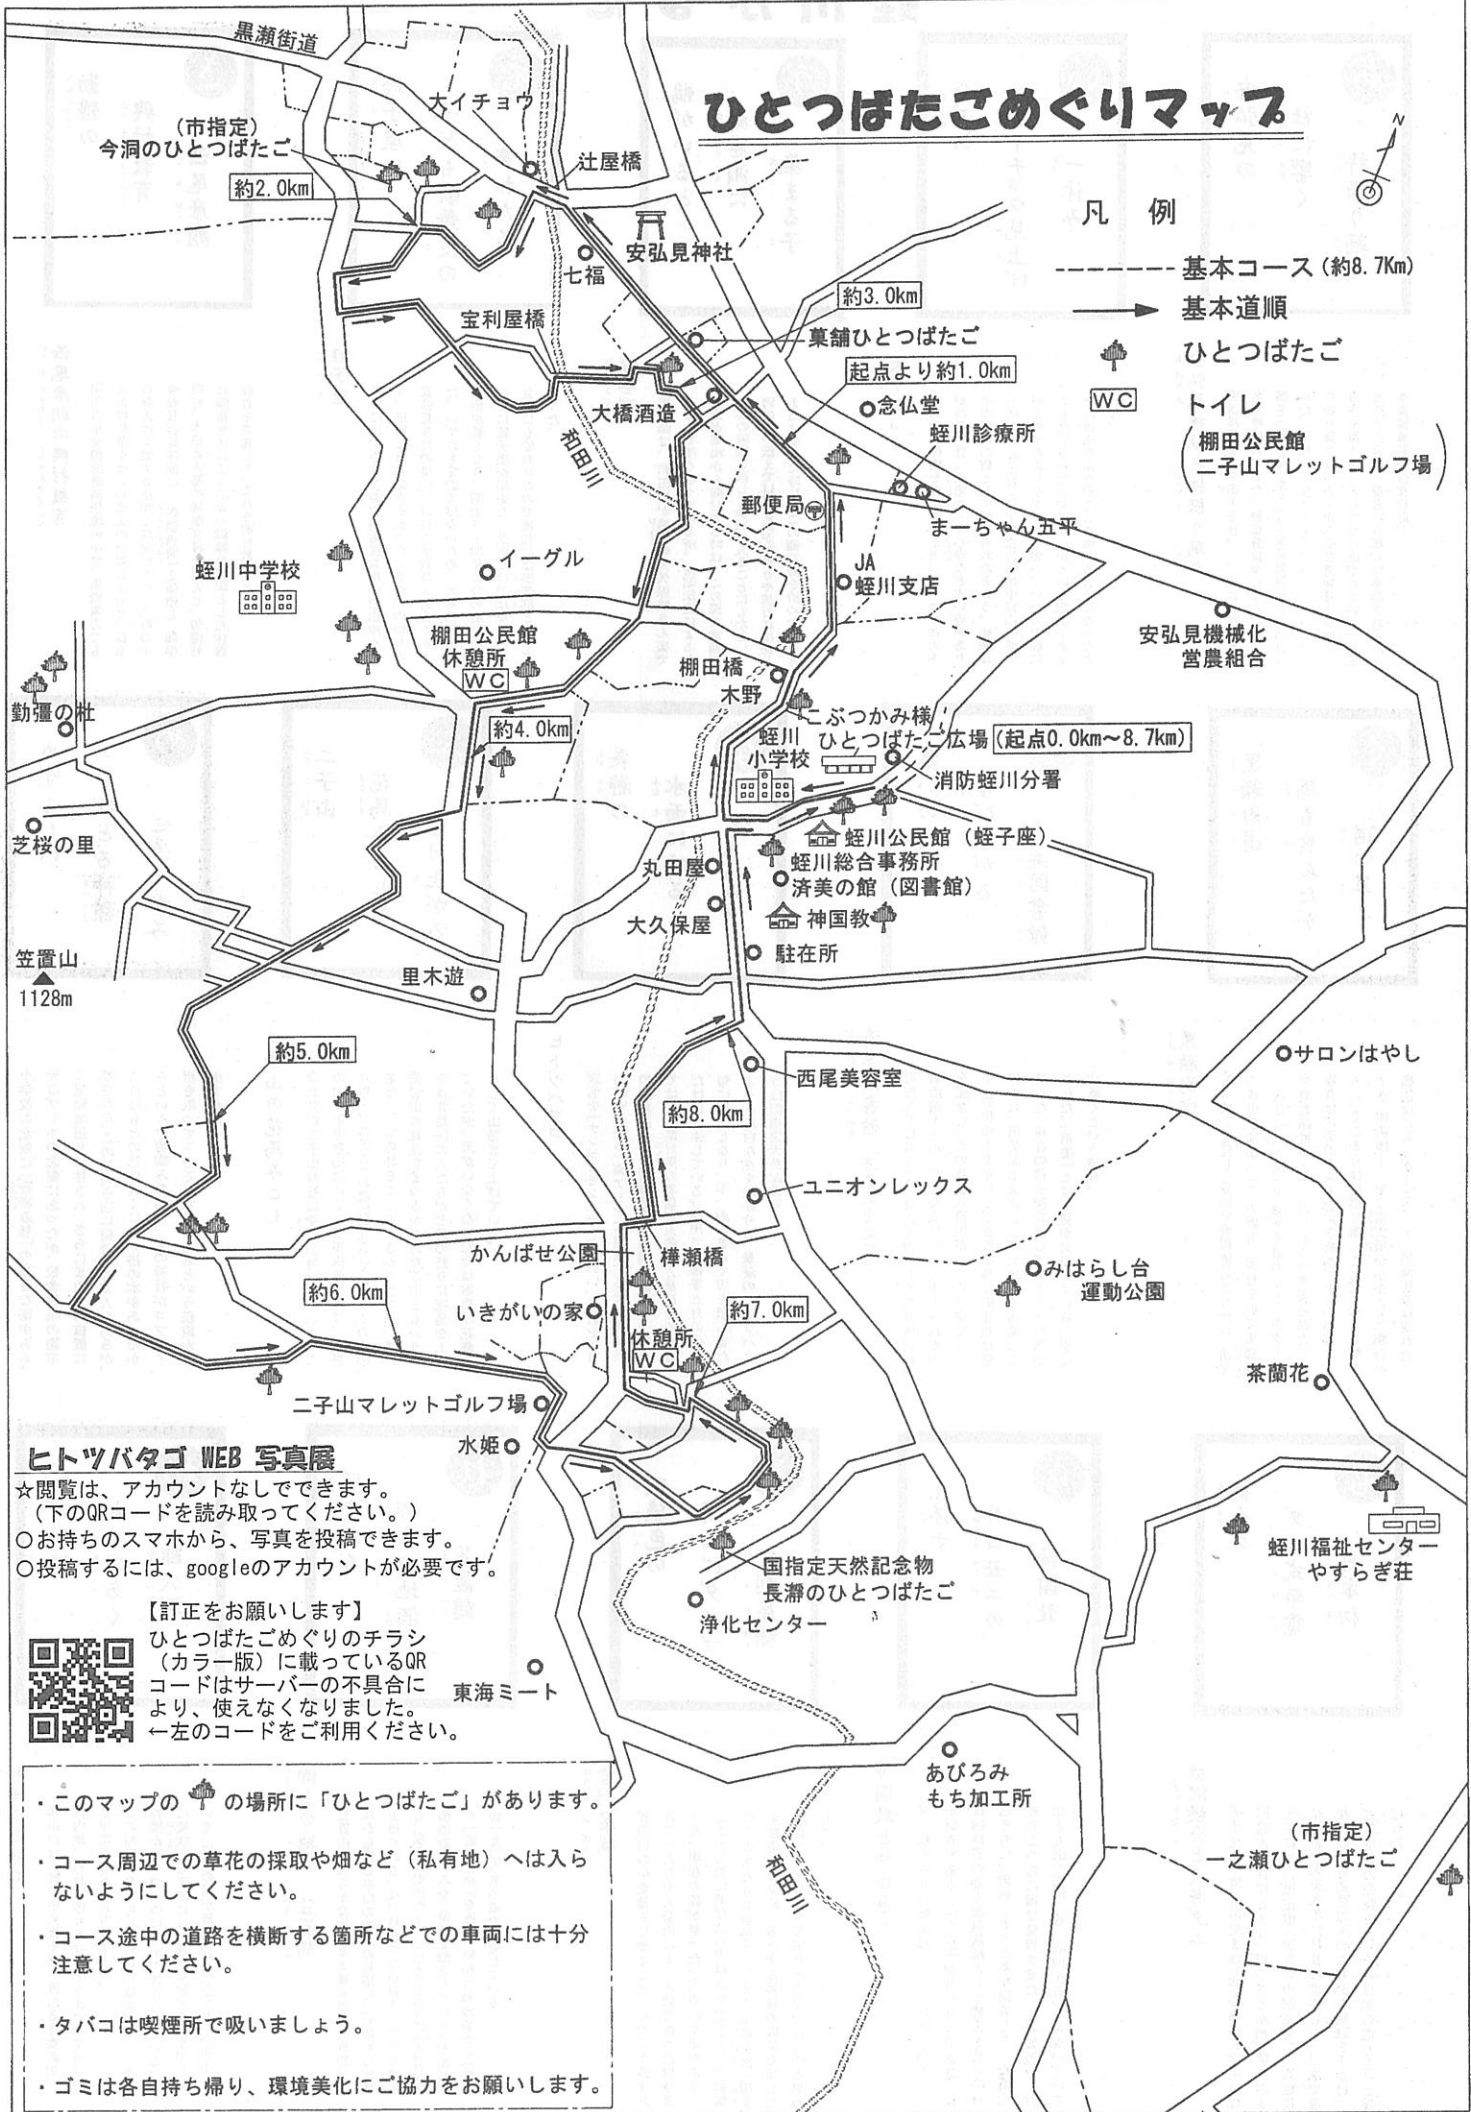 ひとつばたごめぐりマップ
N
凡 例
基本コース (約8.7Km)
基本道順
ひとつばたご
WC トイレ
(棚田公民館
二子山マレットゴルフ場)
黒瀬街道
大イチョウ
(市指定)
今洞のひとつばたご
約2.0km
辻屋橋
安弘見神社
七福
宝利屋橋
約3.0km
菓舗ひとつばたご
起点より約1.0km
大橋酒造
念仏堂
蛭川診療所
和田川
郵便局
まーちゃん五平
イーグル
JA
蛭川支店
蛭川中学校
安弘見機械化
営農組合
棚田公民館
休憩所
WC
棚田橋
木野
勤彊の杜
約4.0km
こぶつかみ様
ひとつばたご広場 (起点0.0km〜8.7km)
蛭川
小学校
消防蛭川分署
芝桜の里
蛭川公民館 (蛭子座)
丸田屋
蛭川総合事務所
済美の館 (図書館)
大久保屋
神国教
駐在所
笠置山
1128m
里木遊
約5.0km
サロンはやし
西尾美容室
約8.0km
ユニオンレックス
かんばせ公園
樺瀬橋
みはらし台
運動公園
約6.0km
いきがいの家
約7.0km
休憩所
WC
茶蘭花
二子山マレットゴルフ場
水姫
ヒトツバタゴ WEB 写真展
☆閲覧は、アカウントなしでできます。
(下のQRコードを読み取ってください。)
○お持ちのスマホから、写真を投稿できます。
○投稿するには、googleのアカウントが必要です。
蛭川福祉センター
やすらぎ荘
国指定天然記念物
長瀞のひとつばたご
浄化センター
【訂正をお願いします】
ひとつばたごめぐりのチラシ
(カラー版) に載っているQR
コードはサーバーの不具合に
より、使えなくなりました。
←左のコードをご利用ください。
東海ミート
あびろみ
もち加工所
(市指定)
一之瀬ひとつばたご
和田川
・このマップの の場所に「ひとつばたご」があります。
・コース周辺での草花の採取や畑など (私有地) へは入ら
ないようにしてください。
・コース途中の道路を横断する箇所などでの車両には十分
注意してください。
・タバコは喫煙所で吸いましょう。
・ゴミは各自持ち帰り、環境美化にご協力をお願いします。